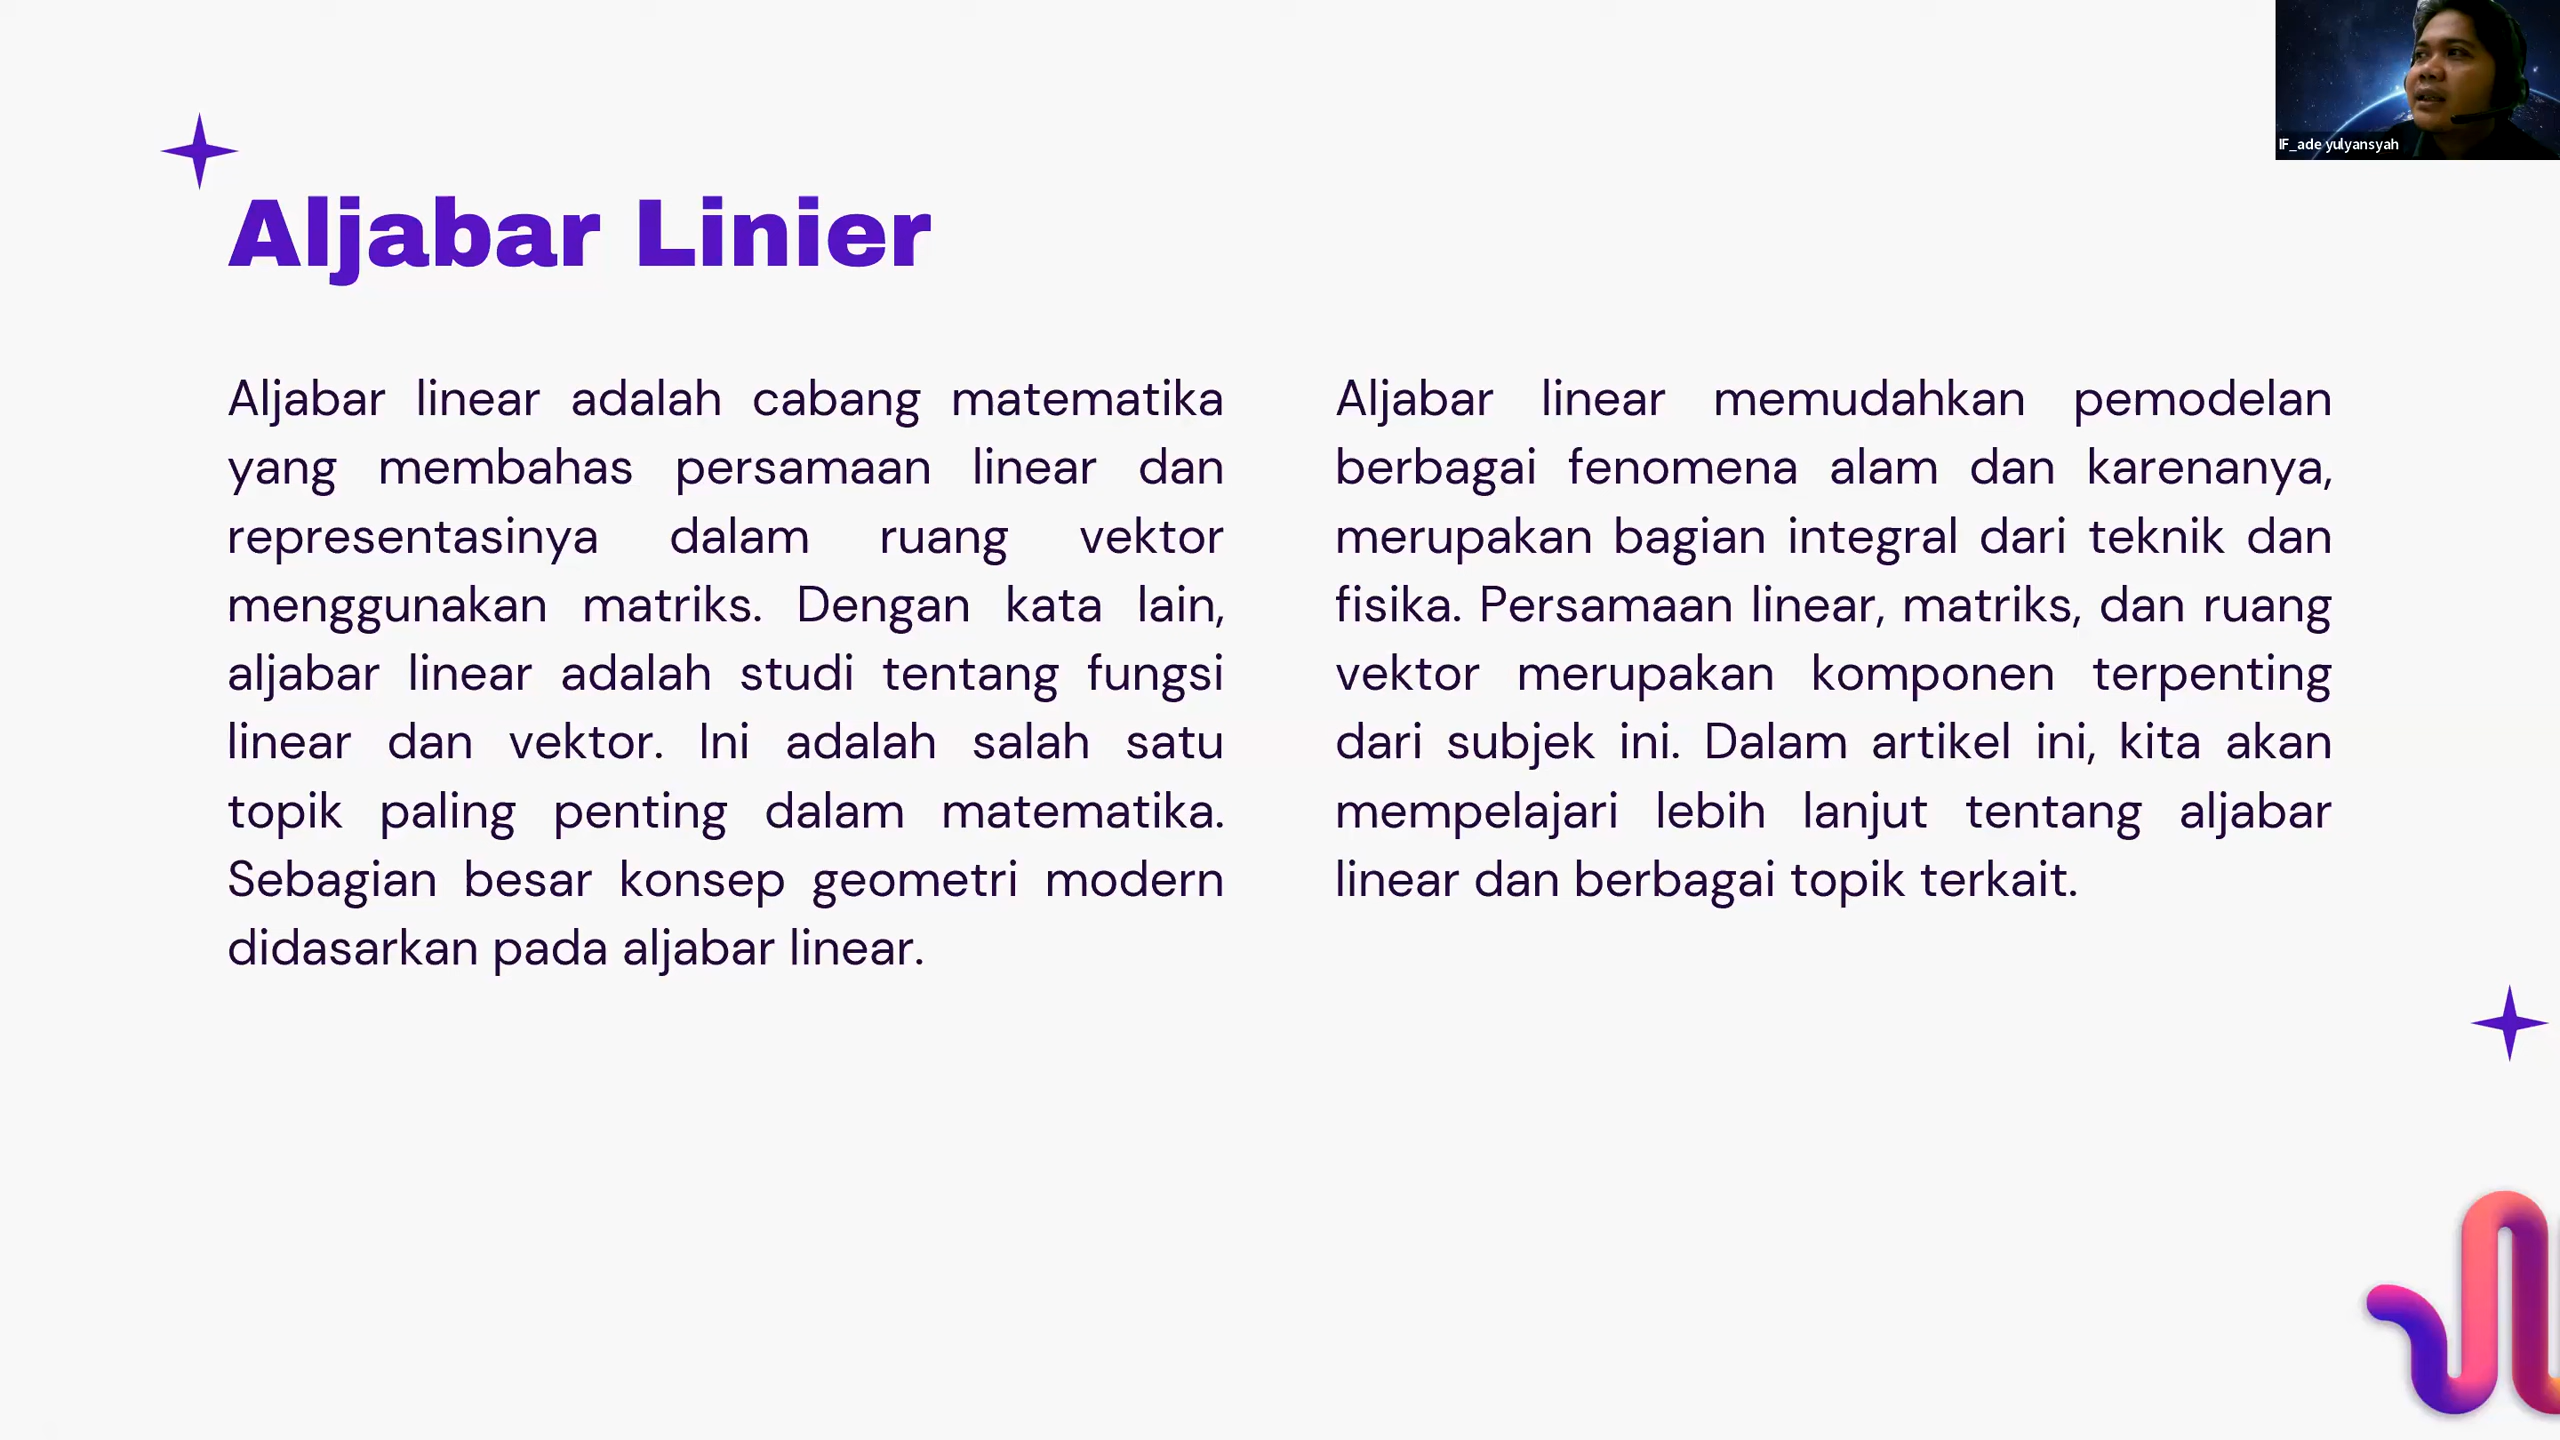 IF_ade yulyansyah
Aljabar Linier
Aljabar linear adalah cabang matematika
yang membahas persamaan linear dan
representasinya dalam ruang vektor
menggunakan matriks. Dengan kata lain,
aljabar linear adalah studi tentang fungsi
linear dan vektor. Ini adalah salah satu
topik paling penting dalam matematika.
Sebagian besar konsep geometri modern
didasarkan pada aljabar linear.
Aljabar linear memudahkan pemodelan
berbagai fenomena alam dan karenanya,
merupakan bagian integral dari teknik dan
fisika. Persamaan linear, matriks, dan ruang
vektor merupakan komponen terpenting
dari subjek ini. Dalam artikel ini, kita akan
mempelajari lebih lanjut tentang aljabar
linear dan berbagai topik terkait.